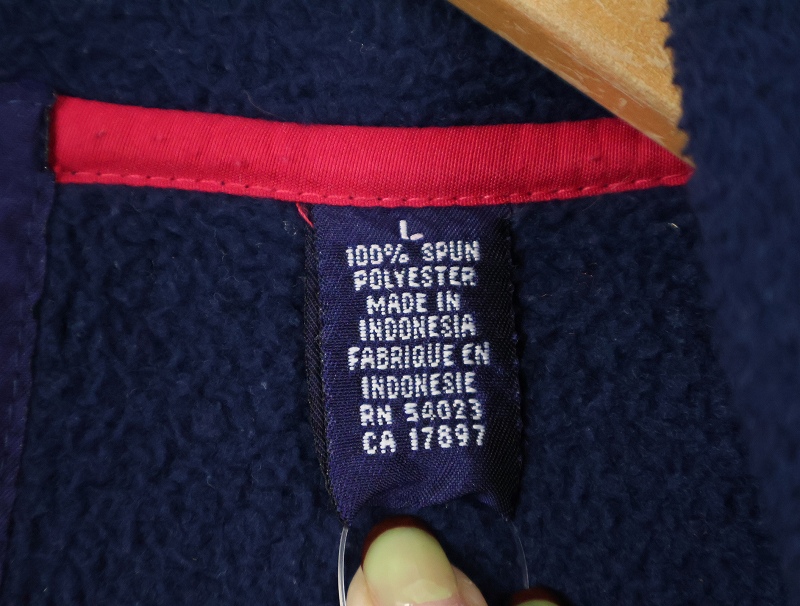 L
100% SPUN
POLYESTER
MADE IN
INDONESIA
FABRIQUE EN
INDONESIE
RN 54023
CA 17897